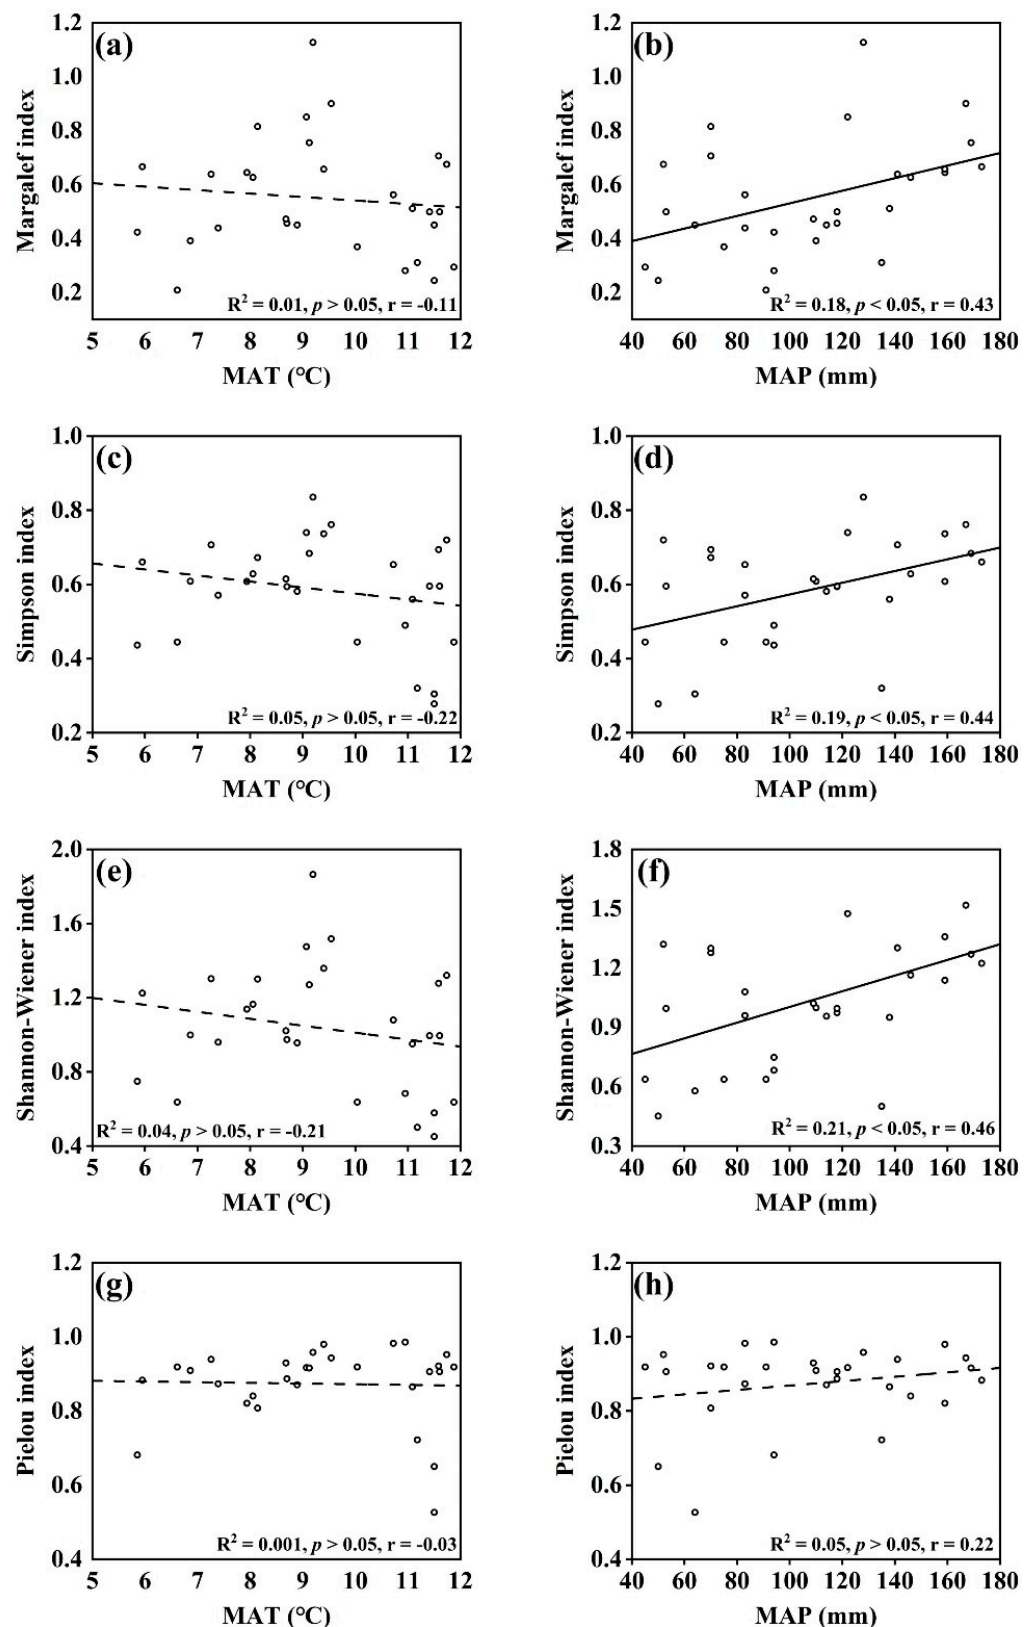 (a)
Margalef index
1.2
1.0
0.8
0.6
0.4
0.2
R² = 0.01, p > 0.05, r = -0.11
5 6 7 8 9 10 11 12
MAT (°C)
(b)
Margalef index
1.2
1.0
0.8
0.6
0.4
0.2
R² = 0.18, p < 0.05, r = 0.43
40 60 80 100 120 140 160 180
MAP (mm)
(c)
Simpson index
1.0
0.8
0.6
0.4
0.2
R² = 0.05, p > 0.05, r = -0.22
5 6 7 8 9 10 11 12
MAT (°C)
(d)
Simpson index
1.0
0.8
0.6
0.4
0.2
R² = 0.19, p < 0.05, r = 0.44
40 60 80 100 120 140 160 180
MAP (mm)
(e)
Shannon-Wiener index
2.0
1.6
1.2
0.8
0.4
R² = 0.04, p > 0.05, r = -0.21
5 6 7 8 9 10 11 12
MAT (°C)
(f)
Shannon-Wiener index
1.8
1.5
1.2
0.9
0.6
0.3
R² = 0.21, p < 0.05, r = 0.46
40 60 80 100 120 140 160 180
MAP (mm)
(g)
Pielou index
1.2
1.0
0.8
0.6
0.4
R² = 0.001, p > 0.05, r = -0.03
5 6 7 8 9 10 11 12
MAT (°C)
(h)
Pielou index
1.2
1.0
0.8
0.6
0.4
R² = 0.05, p > 0.05, r = 0.22
40 60 80 100 120 140 160 180
MAP (mm)